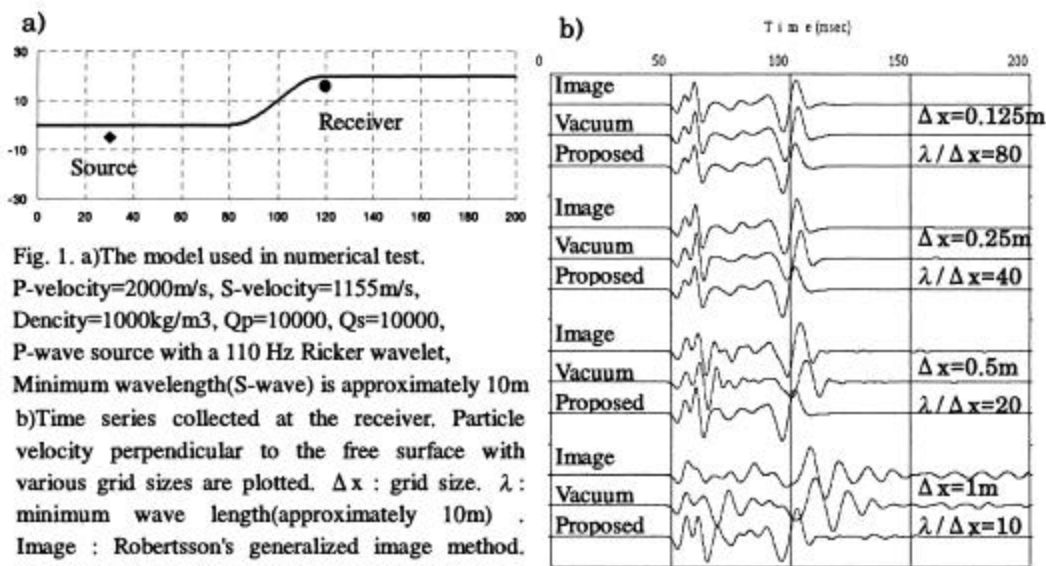 a)
30
10
-10
-30
Source
Receiver
0 20 40 60 80 100 120 140 160 180 200
Fig. 1. a)The model used in numerical test.
P-velocity=2000m/s, S-velocity=1155m/s,
Dencity=1000kg/m3, Qp=10000, Qs=10000,
P-wave source with a 110 Hz Ricker wavelet,
Minimum wavelength(S-wave) is approximately 10m
b)Time series collected at the receiver. Particle
velocity perpendicular to the free surface with
various grid sizes are plotted. Δx : grid size. λ :
minimum wave length(approximately 10m) .
Image : Robertsson's generalized image method.
b)
Time(msec)
0 50 100 150 200
Image
Vacuum
Proposed
Δx=0.125m
λ/Δx=80
Image
Vacuum
Proposed
Δx=0.25m
λ/Δx=40
Image
Vacuum
Proposed
Δx=0.5m
λ/Δx=20
Image
Vacuum
Proposed
Δx=1m
λ/Δx=10